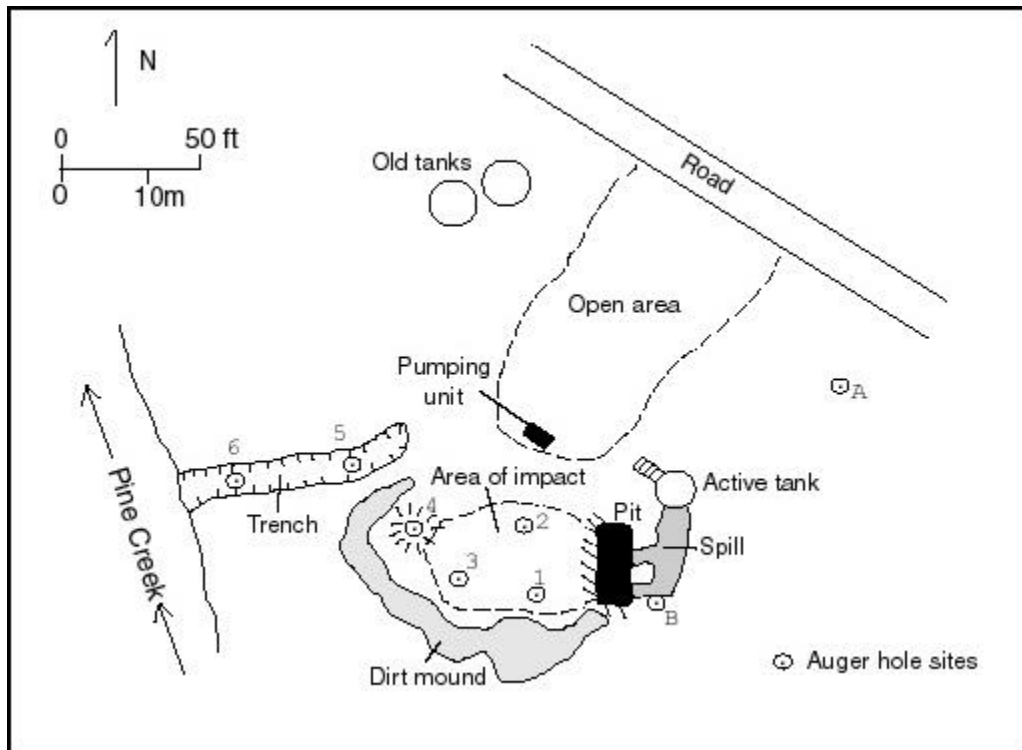 N
0 50 ft
0 10m
Old tanks
Road
Open area
Pumping
unit
A
6
5
Trench
Area of impact
Active tank
Pit
4
2
Spill
3
1
B
Pine Creek
Dirt mound
Auger hole sites